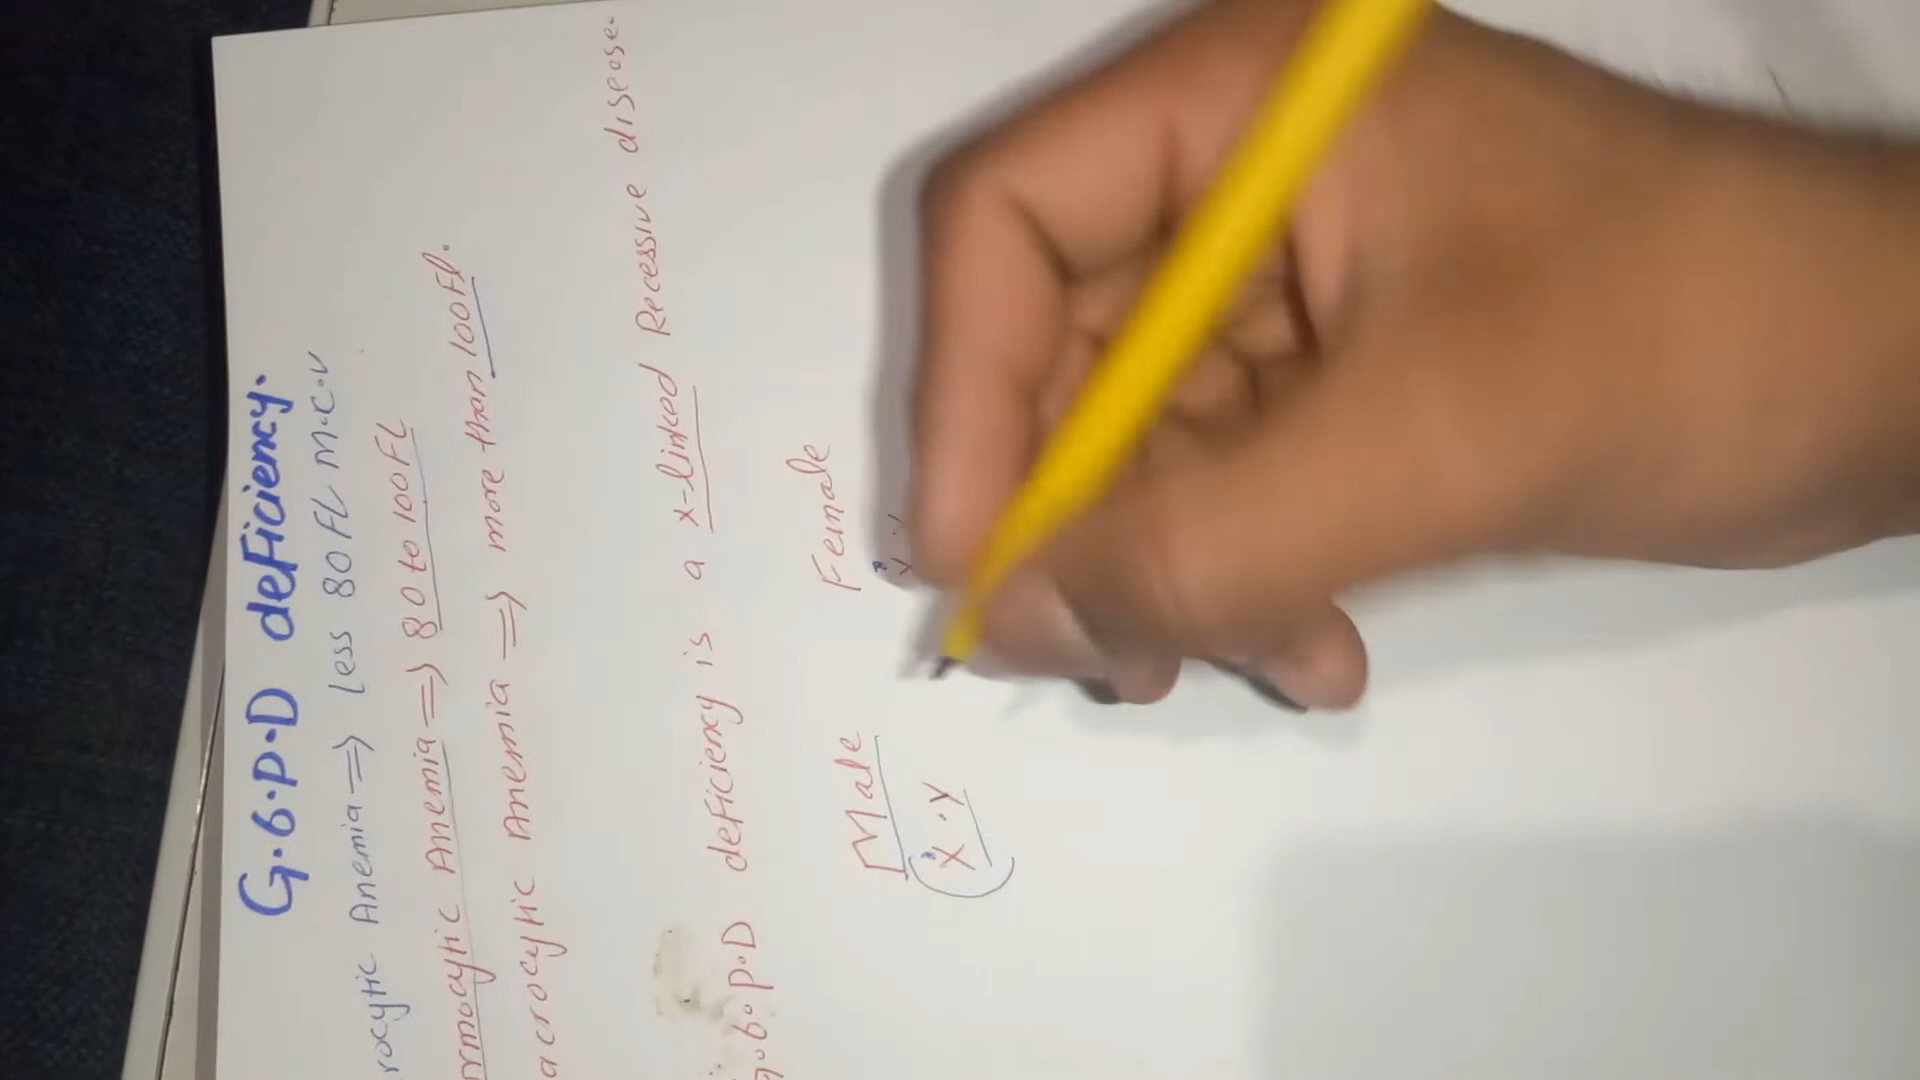 G.6.P.D deficiency.
rocytic Anemia => less 80 FL M.C.V
ormocytic Anemia => 80 to 100 FL
acrocytic Anemia => more than 100 Fl.
G.6.P.D deficiency is a x-linked Recessive disease.
Male Female
(X.Y